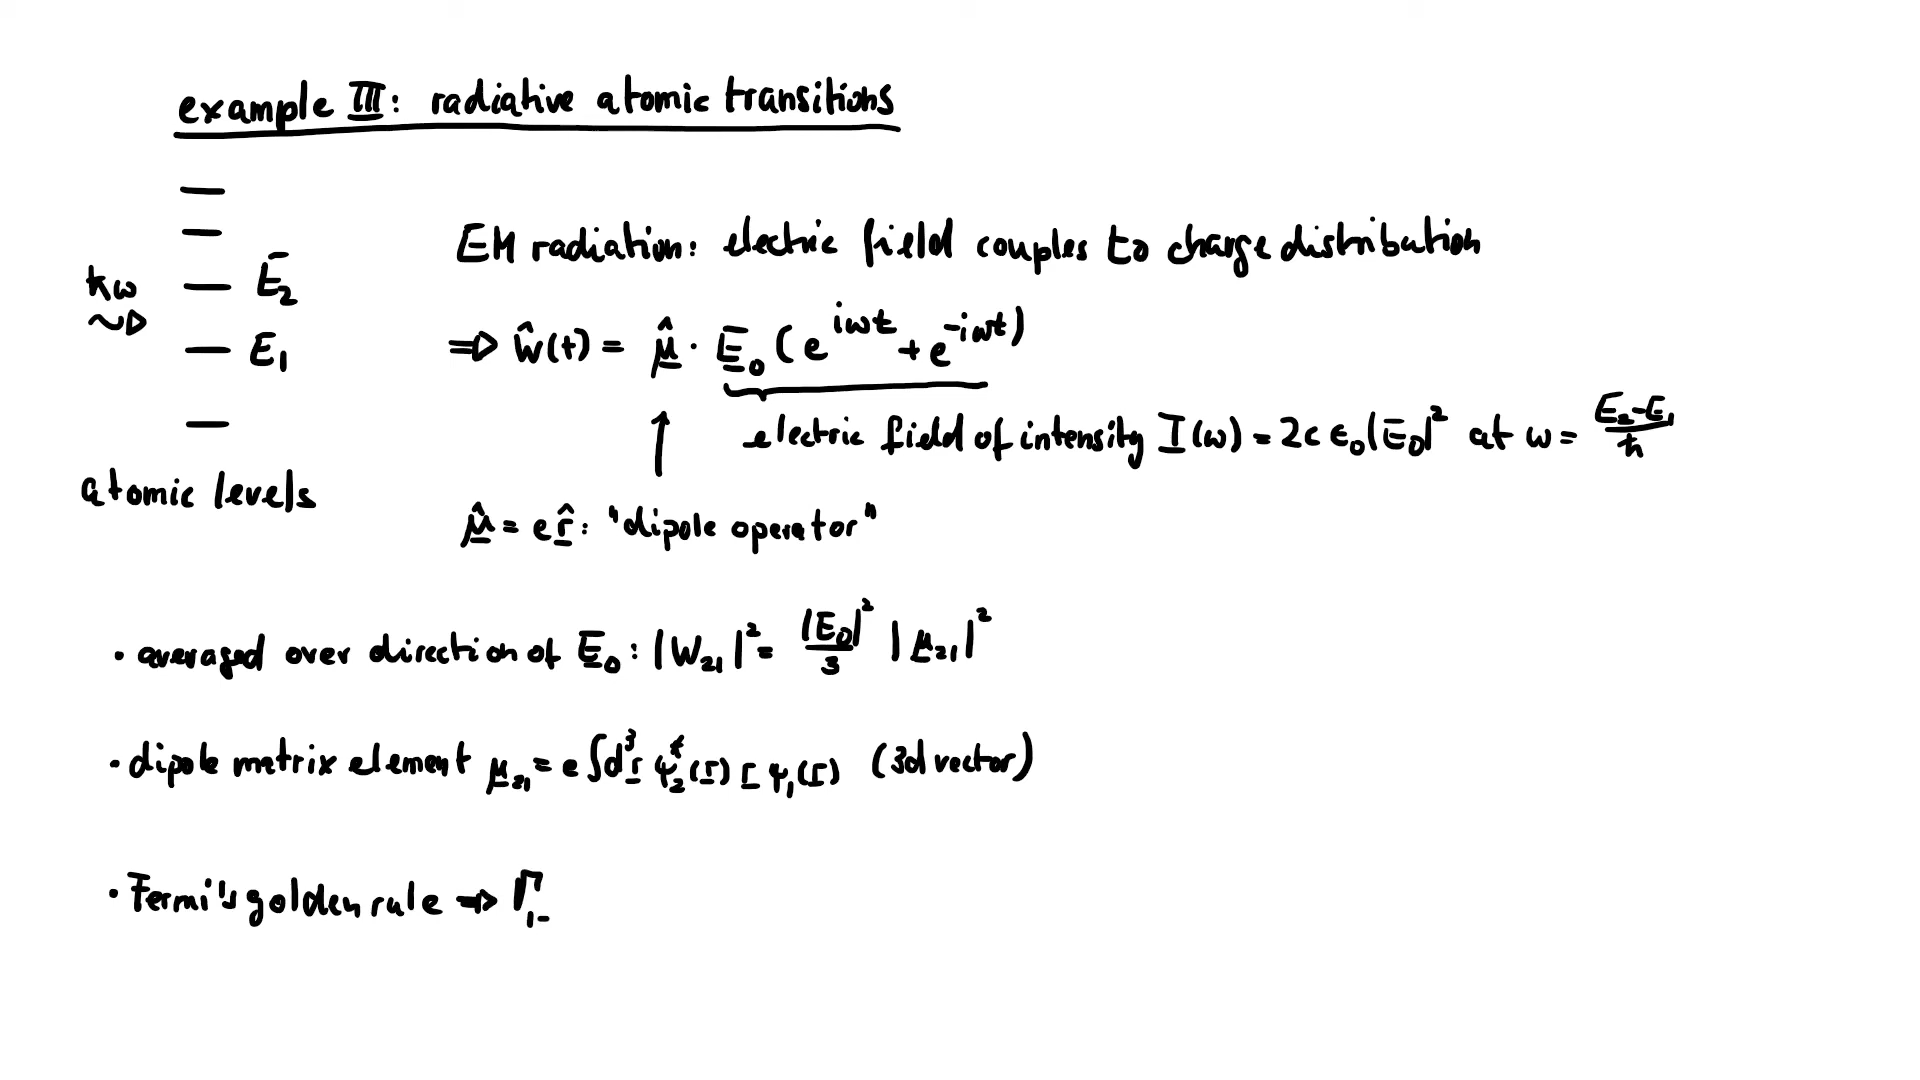 example III: radiative atomic transitions
EM radiation: electric field couples to charge distribution
ħω
E₂
E₁
⇒ Ŵ(t) = μ̂ · E₀ (e^{iωt} + e^{-iωt})
electric field of intensity I(ω) = 2c ε₀|E₀|² at ω = (E₂-E₁)/ħ
atomic levels
μ̂ = e r̂ : "dipole operator"
• averaged over direction of E₀ : |W₂₁|² = |E₀|²/3 |μ₂₁|²
• dipole matrix element μ₂₁ = e ∫d³r ψ₂*(r) r ψ₁(r) (3d vector)
• Fermi's golden rule ⇒ Γ₁₋